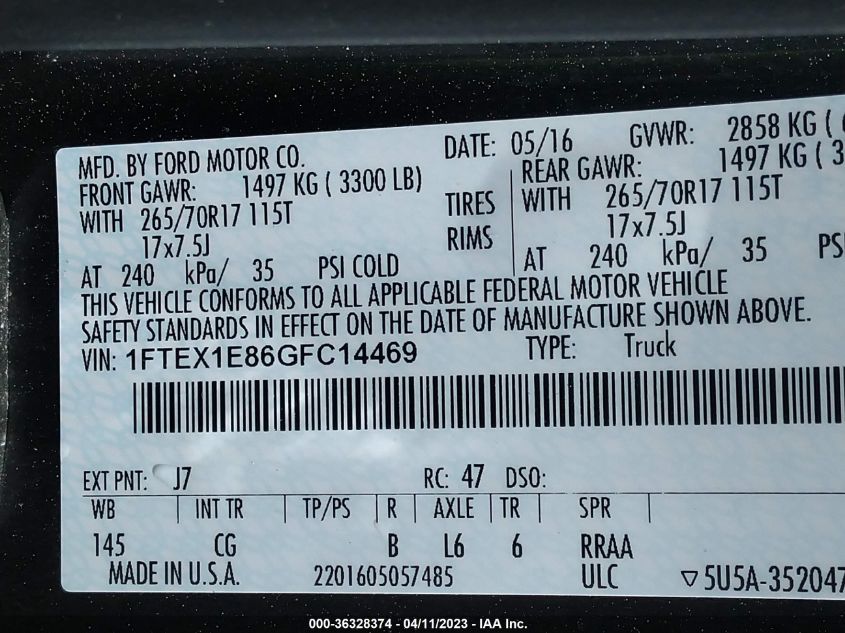 MFD. BY FORD MOTOR CO. DATE: 05/16 GVWR: 2858 KG (
FRONT GAWR: 1497 KG ( 3300 LB) REAR GAWR: 1497 KG ( 3
WITH 265/70R17 115T TIRES WITH 265/70R17 115T
17x7.5J RIMS 17x7.5J
AT 240 kPa/ 35 PSI COLD AT 240 kPa/ 35 PS
THIS VEHICLE CONFORMS TO ALL APPLICABLE FEDERAL MOTOR VEHICLE
SAFETY STANDARDS IN EFFECT ON THE DATE OF MANUFACTURE SHOWN ABOVE.
VIN: 1FTEX1E86GFC14469 TYPE: Truck
EXT PNT: J7 RC: 47 DSO:
WB INT TR TP/PS R AXLE TR SPR
145 CG B L6 6 RRAA
MADE IN U.S.A. 2201605057485 ULC ▽5U5A-352047
000-36328374 - 04/11/2023 - IAA Inc.